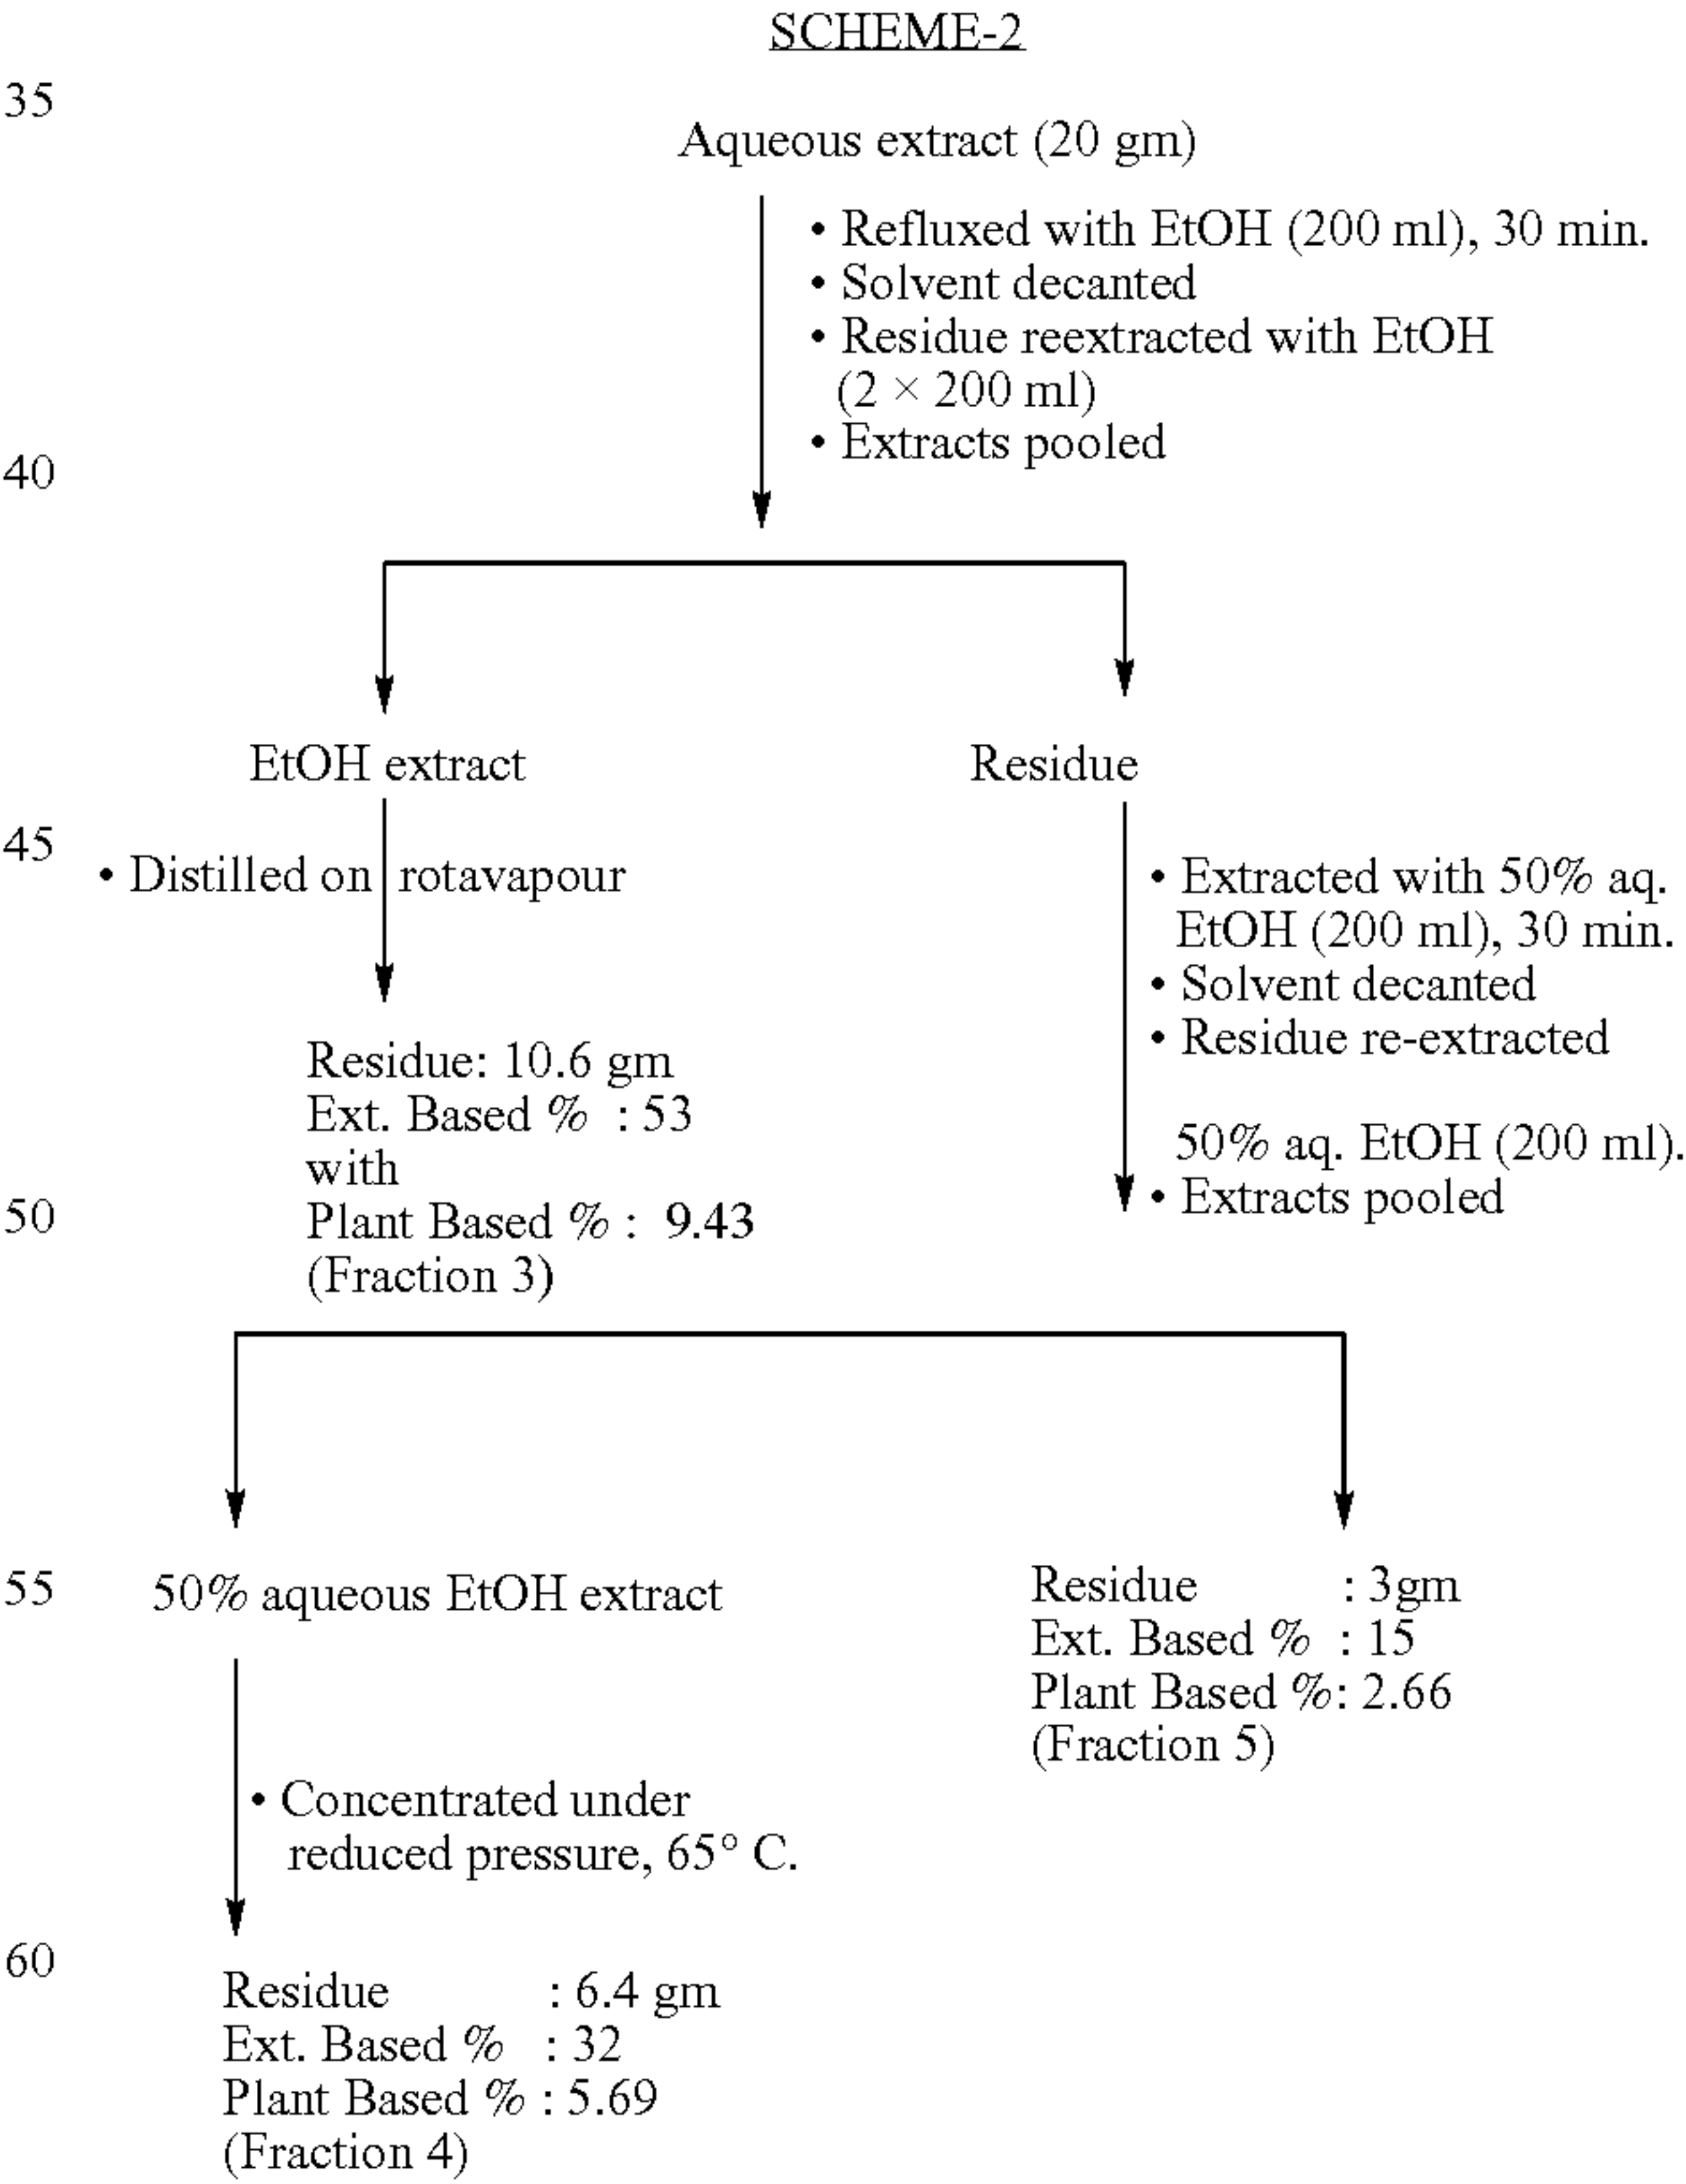 SCHEME-2
35
Aqueous extract (20 gm)
• Refluxed with EtOH (200 ml), 30 min.
• Solvent decanted
• Residue reextracted with EtOH
(2 × 200 ml)
• Extracts pooled
40
EtOH extract
Residue
45
• Distilled on rotavapour
• Extracted with 50% aq.
EtOH (200 ml), 30 min.
• Solvent decanted
• Residue re-extracted
50% aq. EtOH (200 ml).
• Extracts pooled
Residue: 10.6 gm
Ext. Based % : 53
with
Plant Based % : 9.43
(Fraction 3)
50
55
50% aqueous EtOH extract
Residue : 3gm
Ext. Based % : 15
Plant Based %: 2.66
(Fraction 5)
• Concentrated under
reduced pressure, 65° C.
60
Residue : 6.4 gm
Ext. Based % : 32
Plant Based % : 5.69
(Fraction 4)